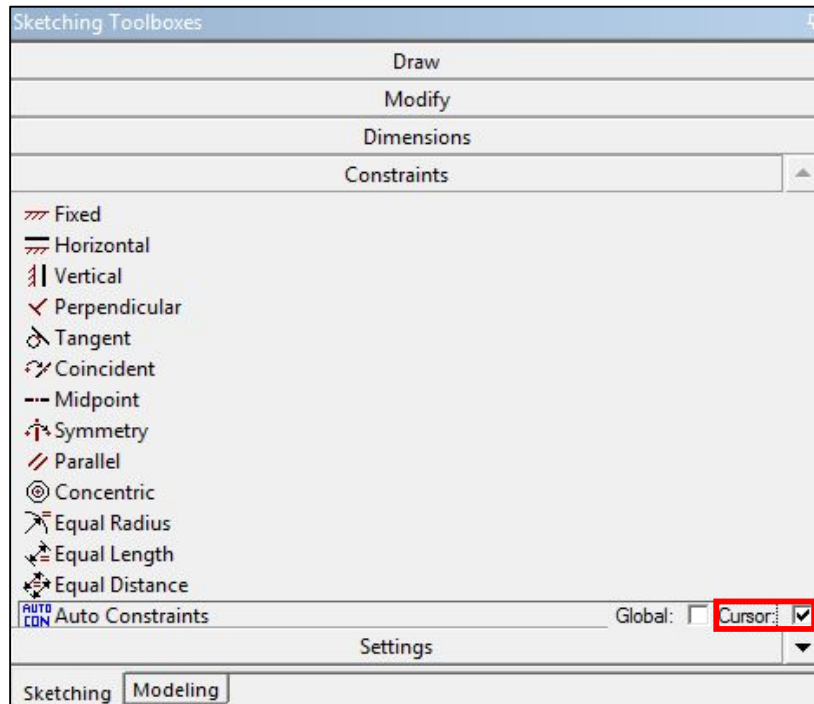 Sketching Toolboxes
Draw
Modify
Dimensions
Constraints
Fixed
Horizontal
Vertical
Perpendicular
Tangent
Coincident
Midpoint
Symmetry
Parallel
Concentric
Equal Radius
Equal Length
Equal Distance
AUTO CON Auto Constraints Global: Cursor:
Settings
Sketching Modeling